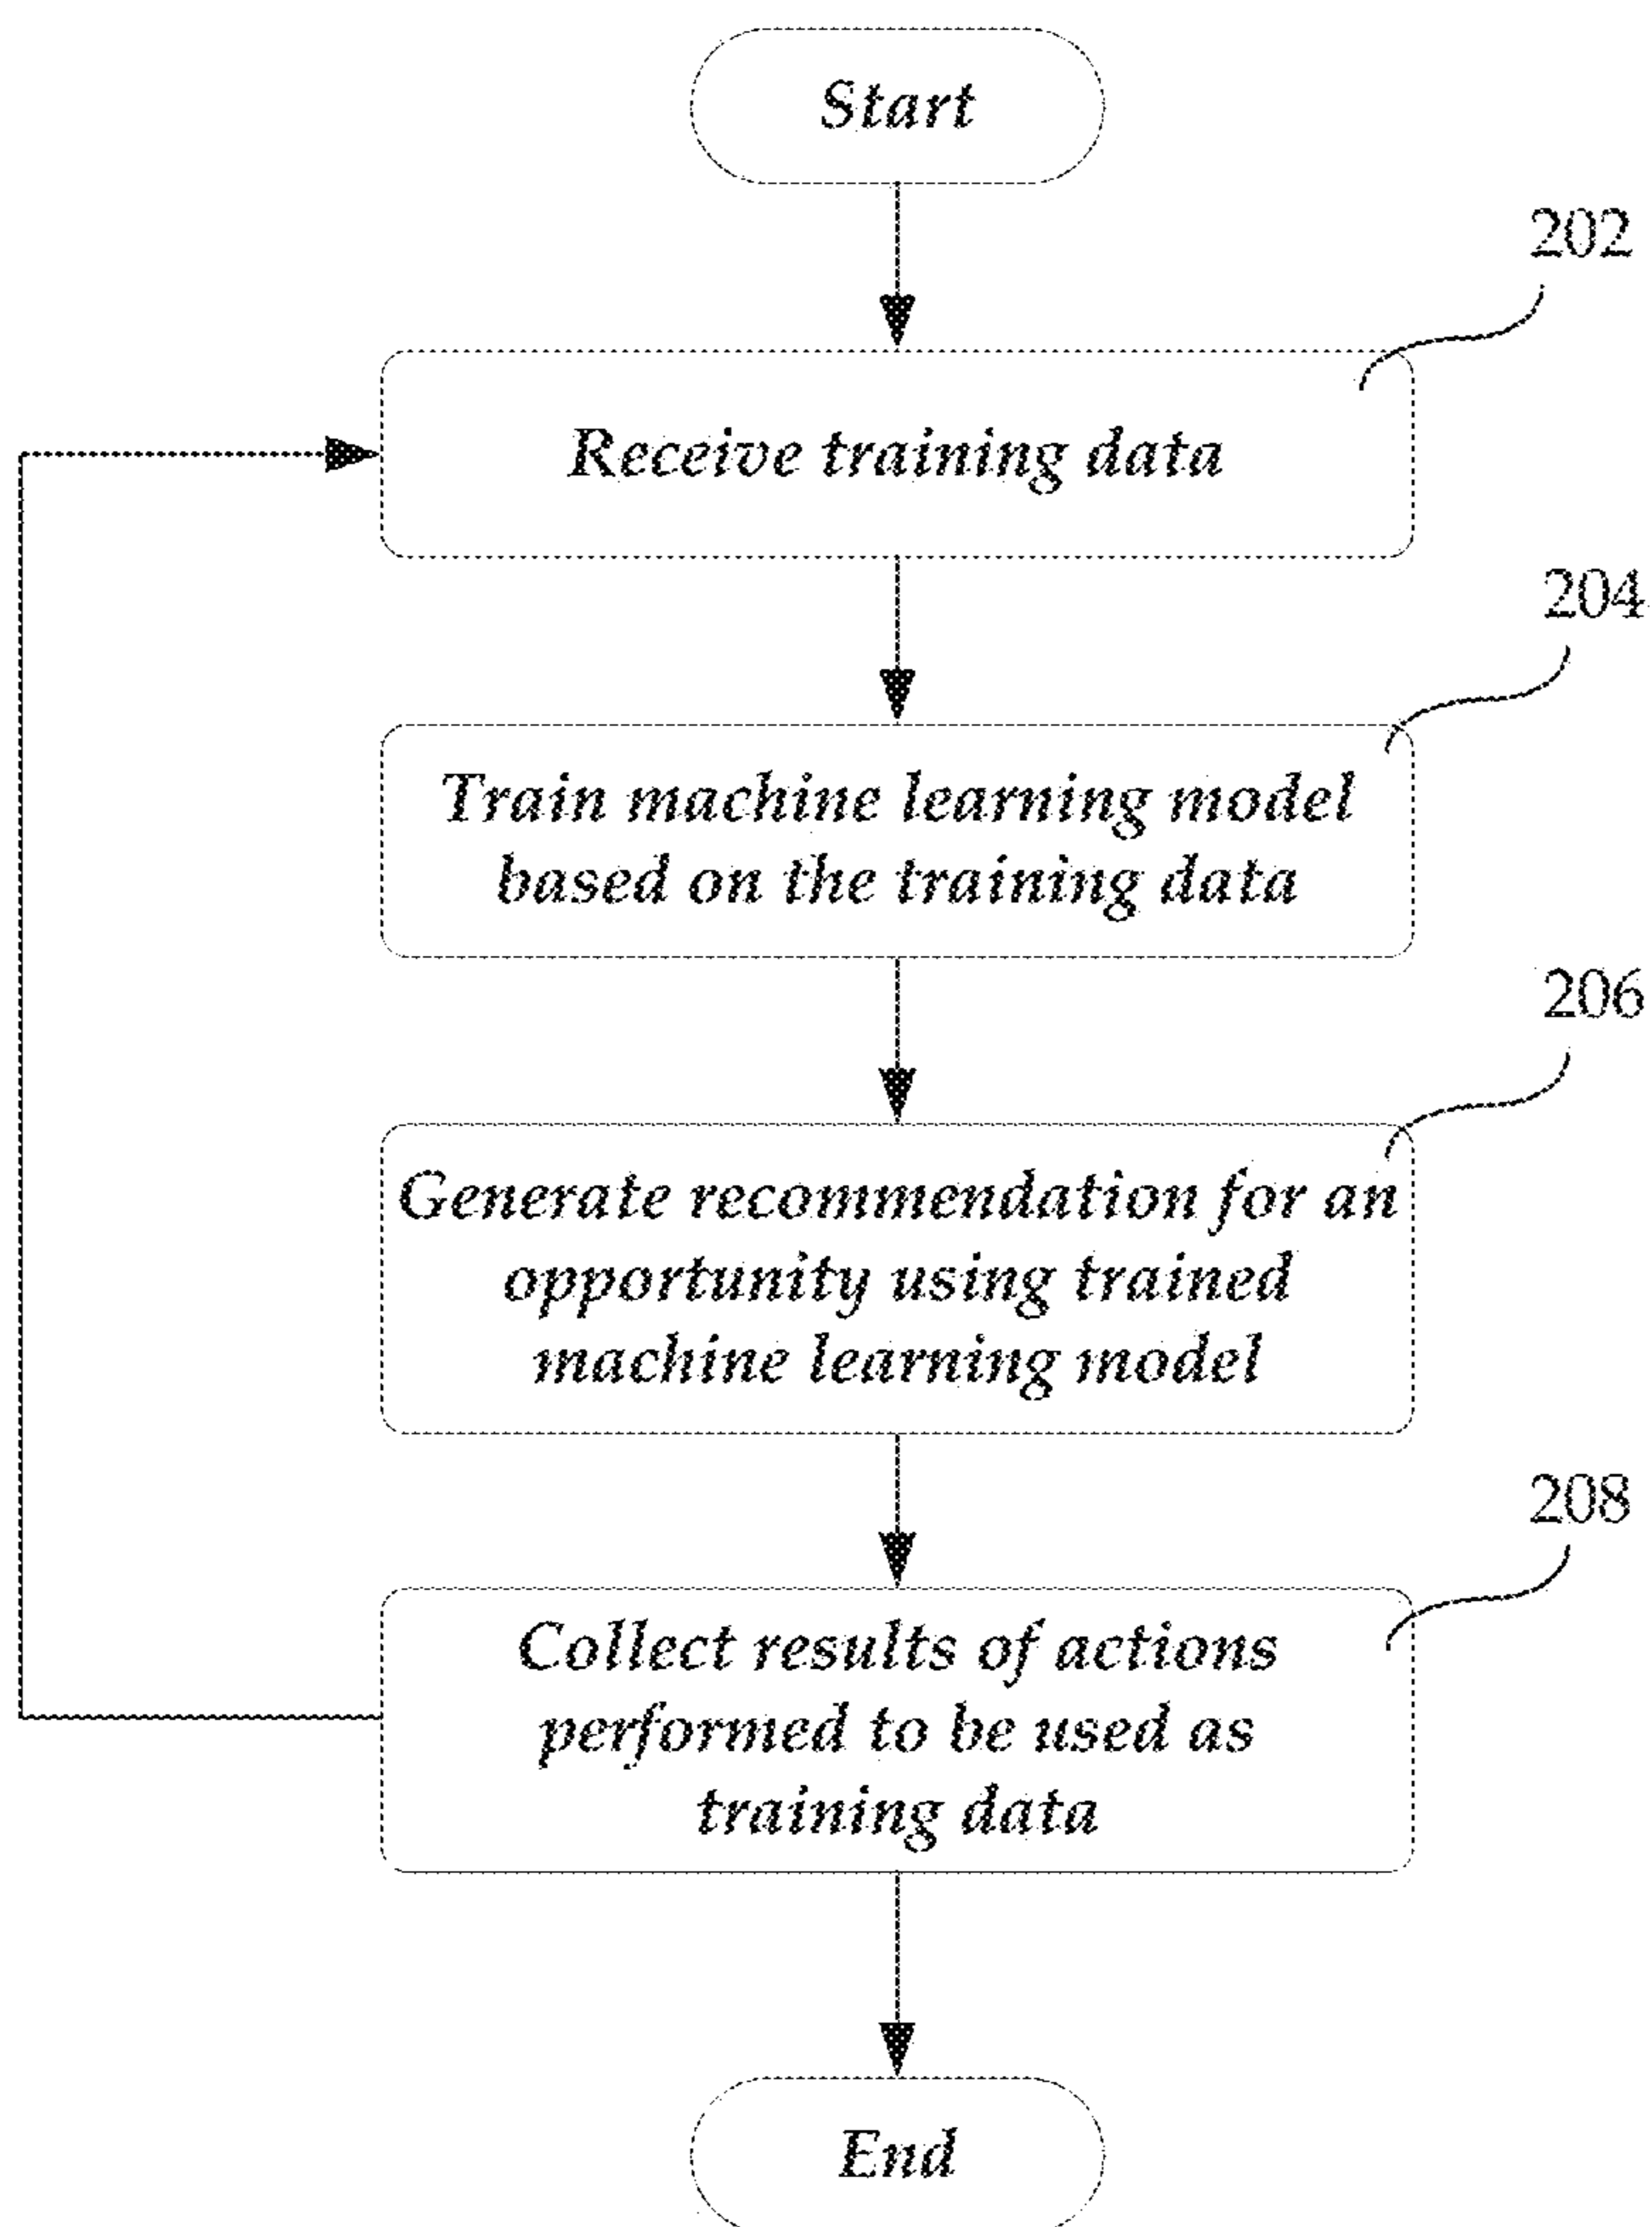 Start
202
Receive training data
204
Train machine learning model
based on the training data
206
Generate recommendation for an
opportunity using trained
machine learning model
208
Collect results of actions
performed to be used as
training data
End